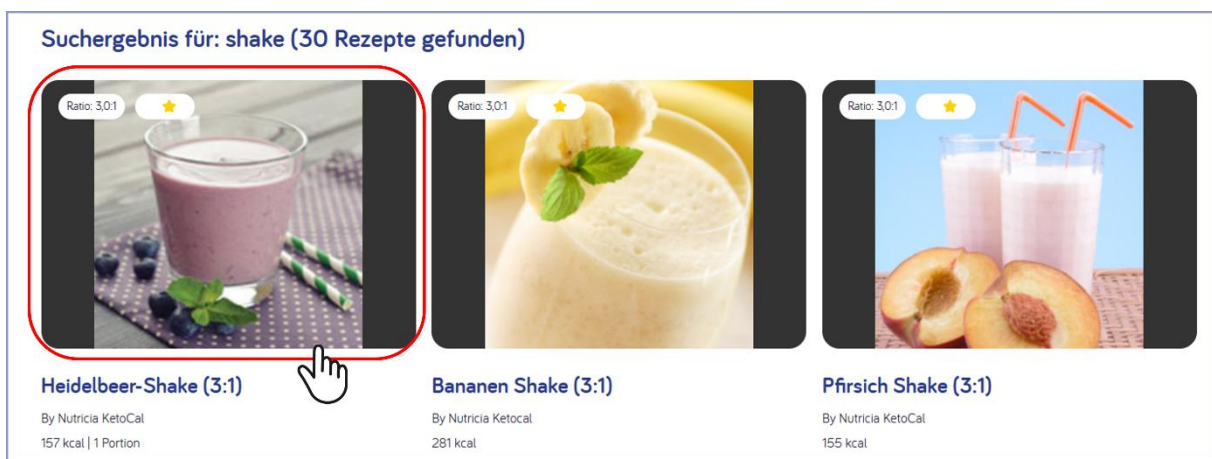 Suchergebnis für: shake (30 Rezepte gefunden)
Ratio: 3,0:1
Ratio: 3,0:1
Ratio: 3,0:1
Heidelbeer-Shake (3:1)
By Nutricia KetoCal
157 kcal | 1 Portion
Bananen Shake (3:1)
By Nutricia Ketocal
281 kcal
Pfirsich Shake (3:1)
By Nutricia KetoCal
155 kcal